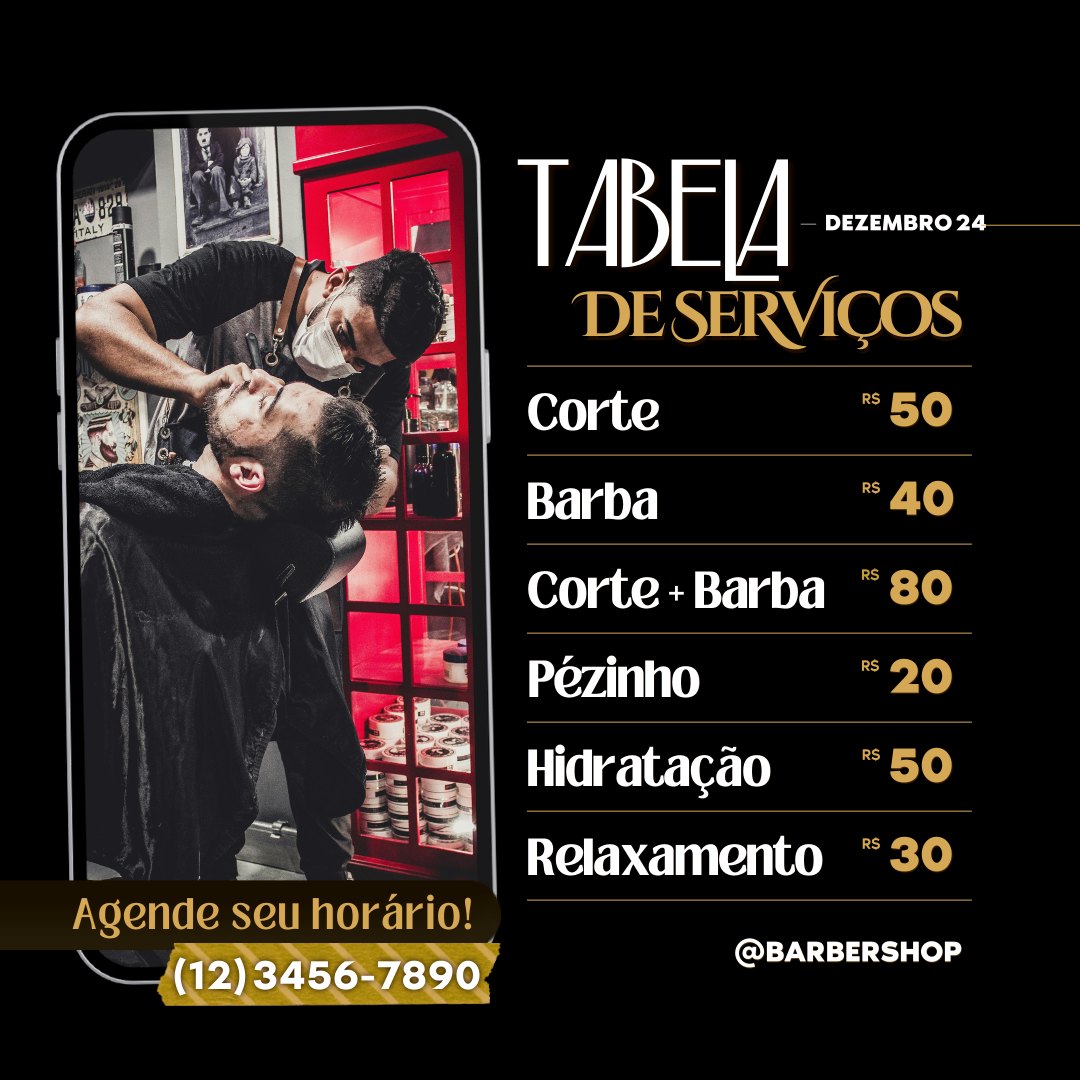 TABELA
DEZEMBRO 24
DE SERVIÇOS
Corte R$ 50
Barba R$ 40
Corte + Barba R$ 80
Pézinho R$ 20
Hidratação R$ 50
Relaxamento R$ 30
Agende seu horário!
(12) 3456-7890
@BARBERSHOP
ITALY